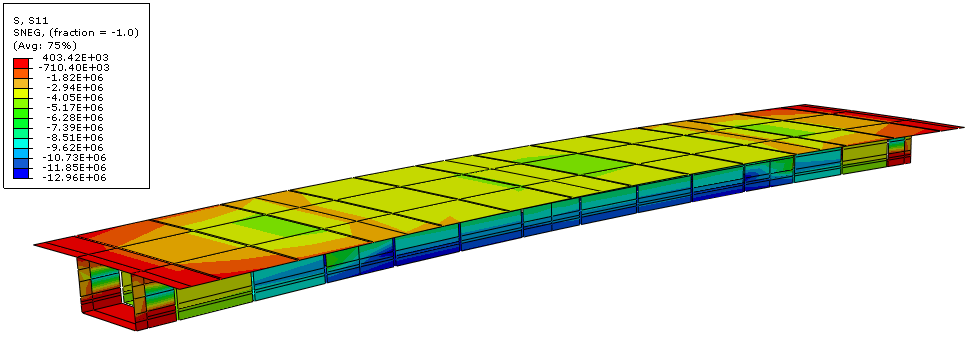 S, S11
SNEG, (fraction = -1.0)
(Avg: 75%)
403.42E+03
-710.40E+03
-1.82E+06
-2.94E+06
-4.05E+06
-5.17E+06
-6.28E+06
-7.39E+06
-8.51E+06
-9.62E+06
-10.73E+06
-11.85E+06
-12.96E+06